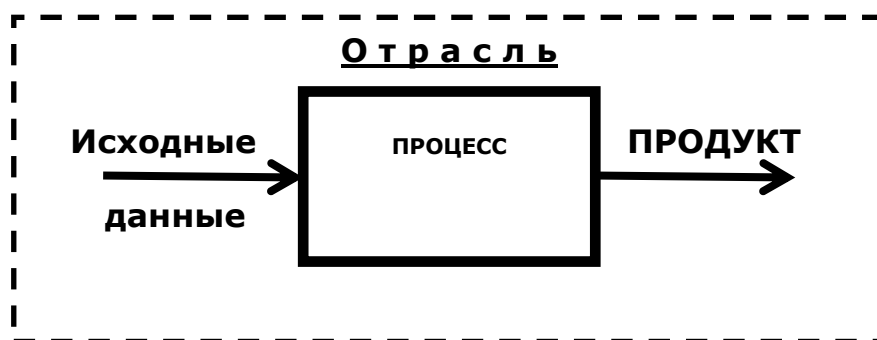 О т р а с л ь
Исходные
данные
ПРОЦЕСС
ПРОДУКТ